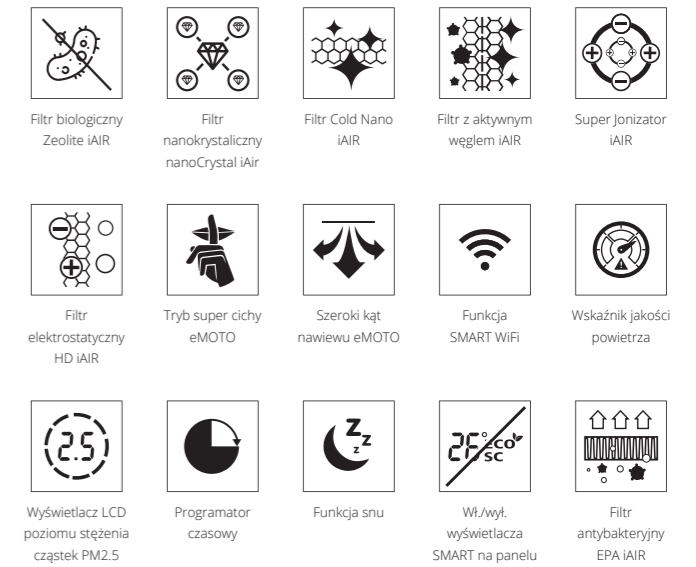 Filtr biologiczny
Zeolite iAIR
Filtr
nanokrystaliczny
nanoCrystal iAir
Filtr Cold Nano
iAIR
Filtr z aktywnym
węglem iAIR
Super Jonizator
iAIR
Filtr
elektrostatyczny
HD iAIR
Tryb super cichy
eMOTO
Szeroki kąt
nawiewu eMOTO
Funkcja
SMART WiFi
Wskaźnik jakości
powietrza
2.5
Wyświetlacz LCD
poziomu stężenia
cząstek PM2.5
Programator
czasowy
Z Z
z
Funkcja snu
26° eco
SC
Wł./wył.
wyświetlacza
SMART na panelu
Filtr
antybakteryjny
EPA iAIR